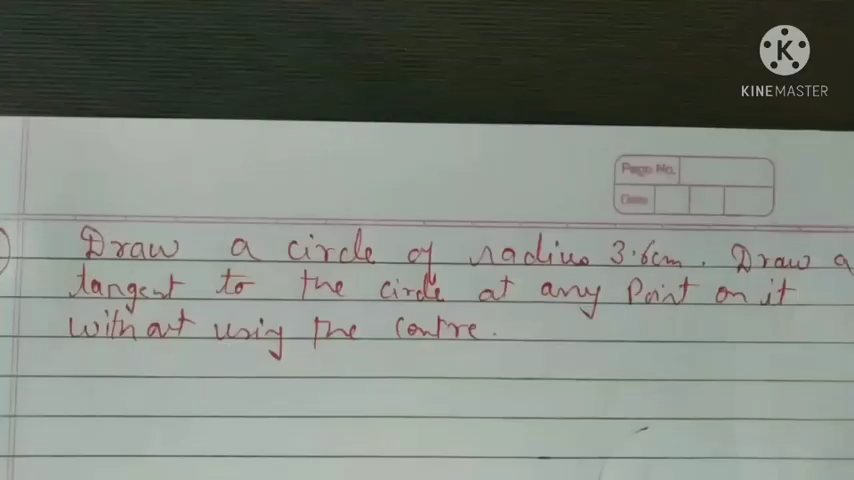 KINEMASTER
Page No.
Date
Draw a circle of radius 3.6cm. Draw a
tangent to the circle at any Point on it
without using the centre.